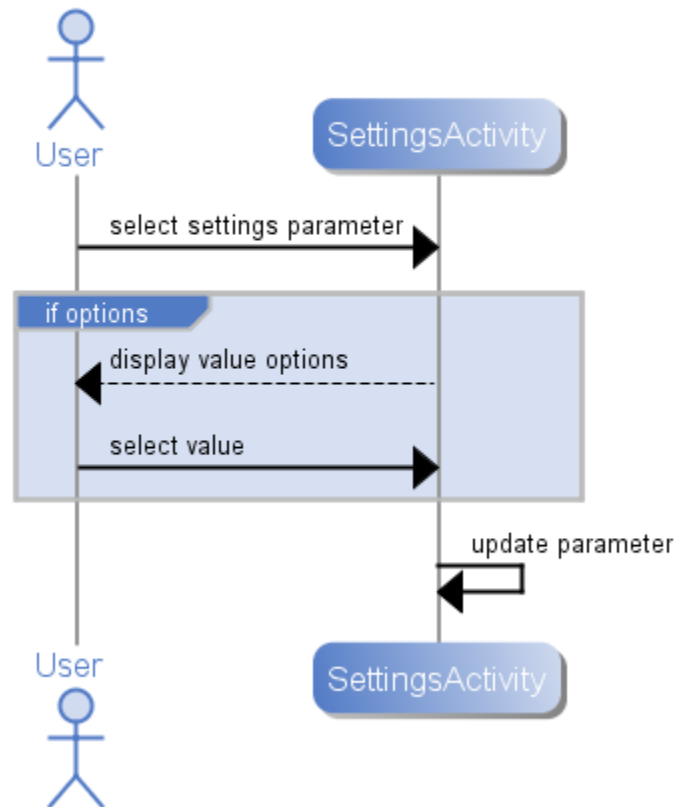 User
SettingsActivity
select settings parameter
if options
display value options
select value
update parameter
User
SettingsActivity